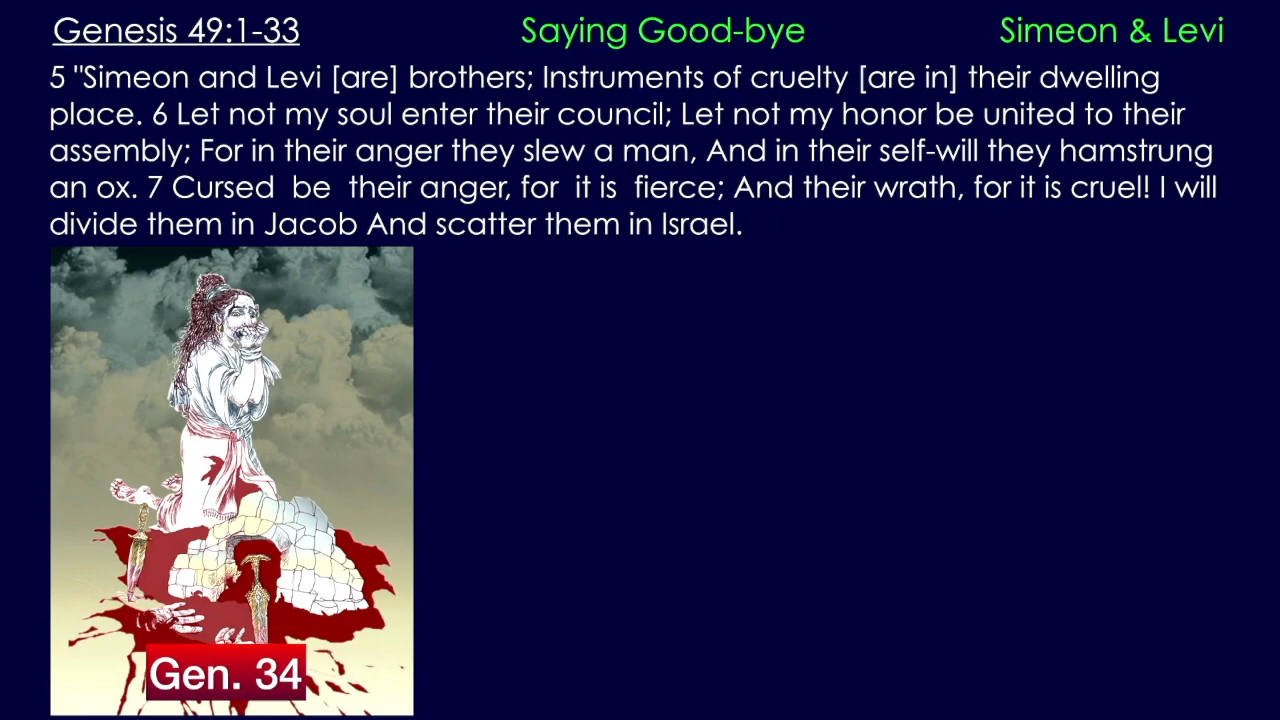 Genesis 49:1-33 Saying Good-bye Simeon & Levi
5 "Simeon and Levi [are] brothers; Instruments of cruelty [are in] their dwelling
place. 6 Let not my soul enter their council; Let not my honor be united to their
assembly; For in their anger they slew a man, And in their self-will they hamstrung
an ox. 7 Cursed be their anger, for it is fierce; And their wrath, for it is cruel! I will
divide them in Jacob And scatter them in Israel.
Gen. 34